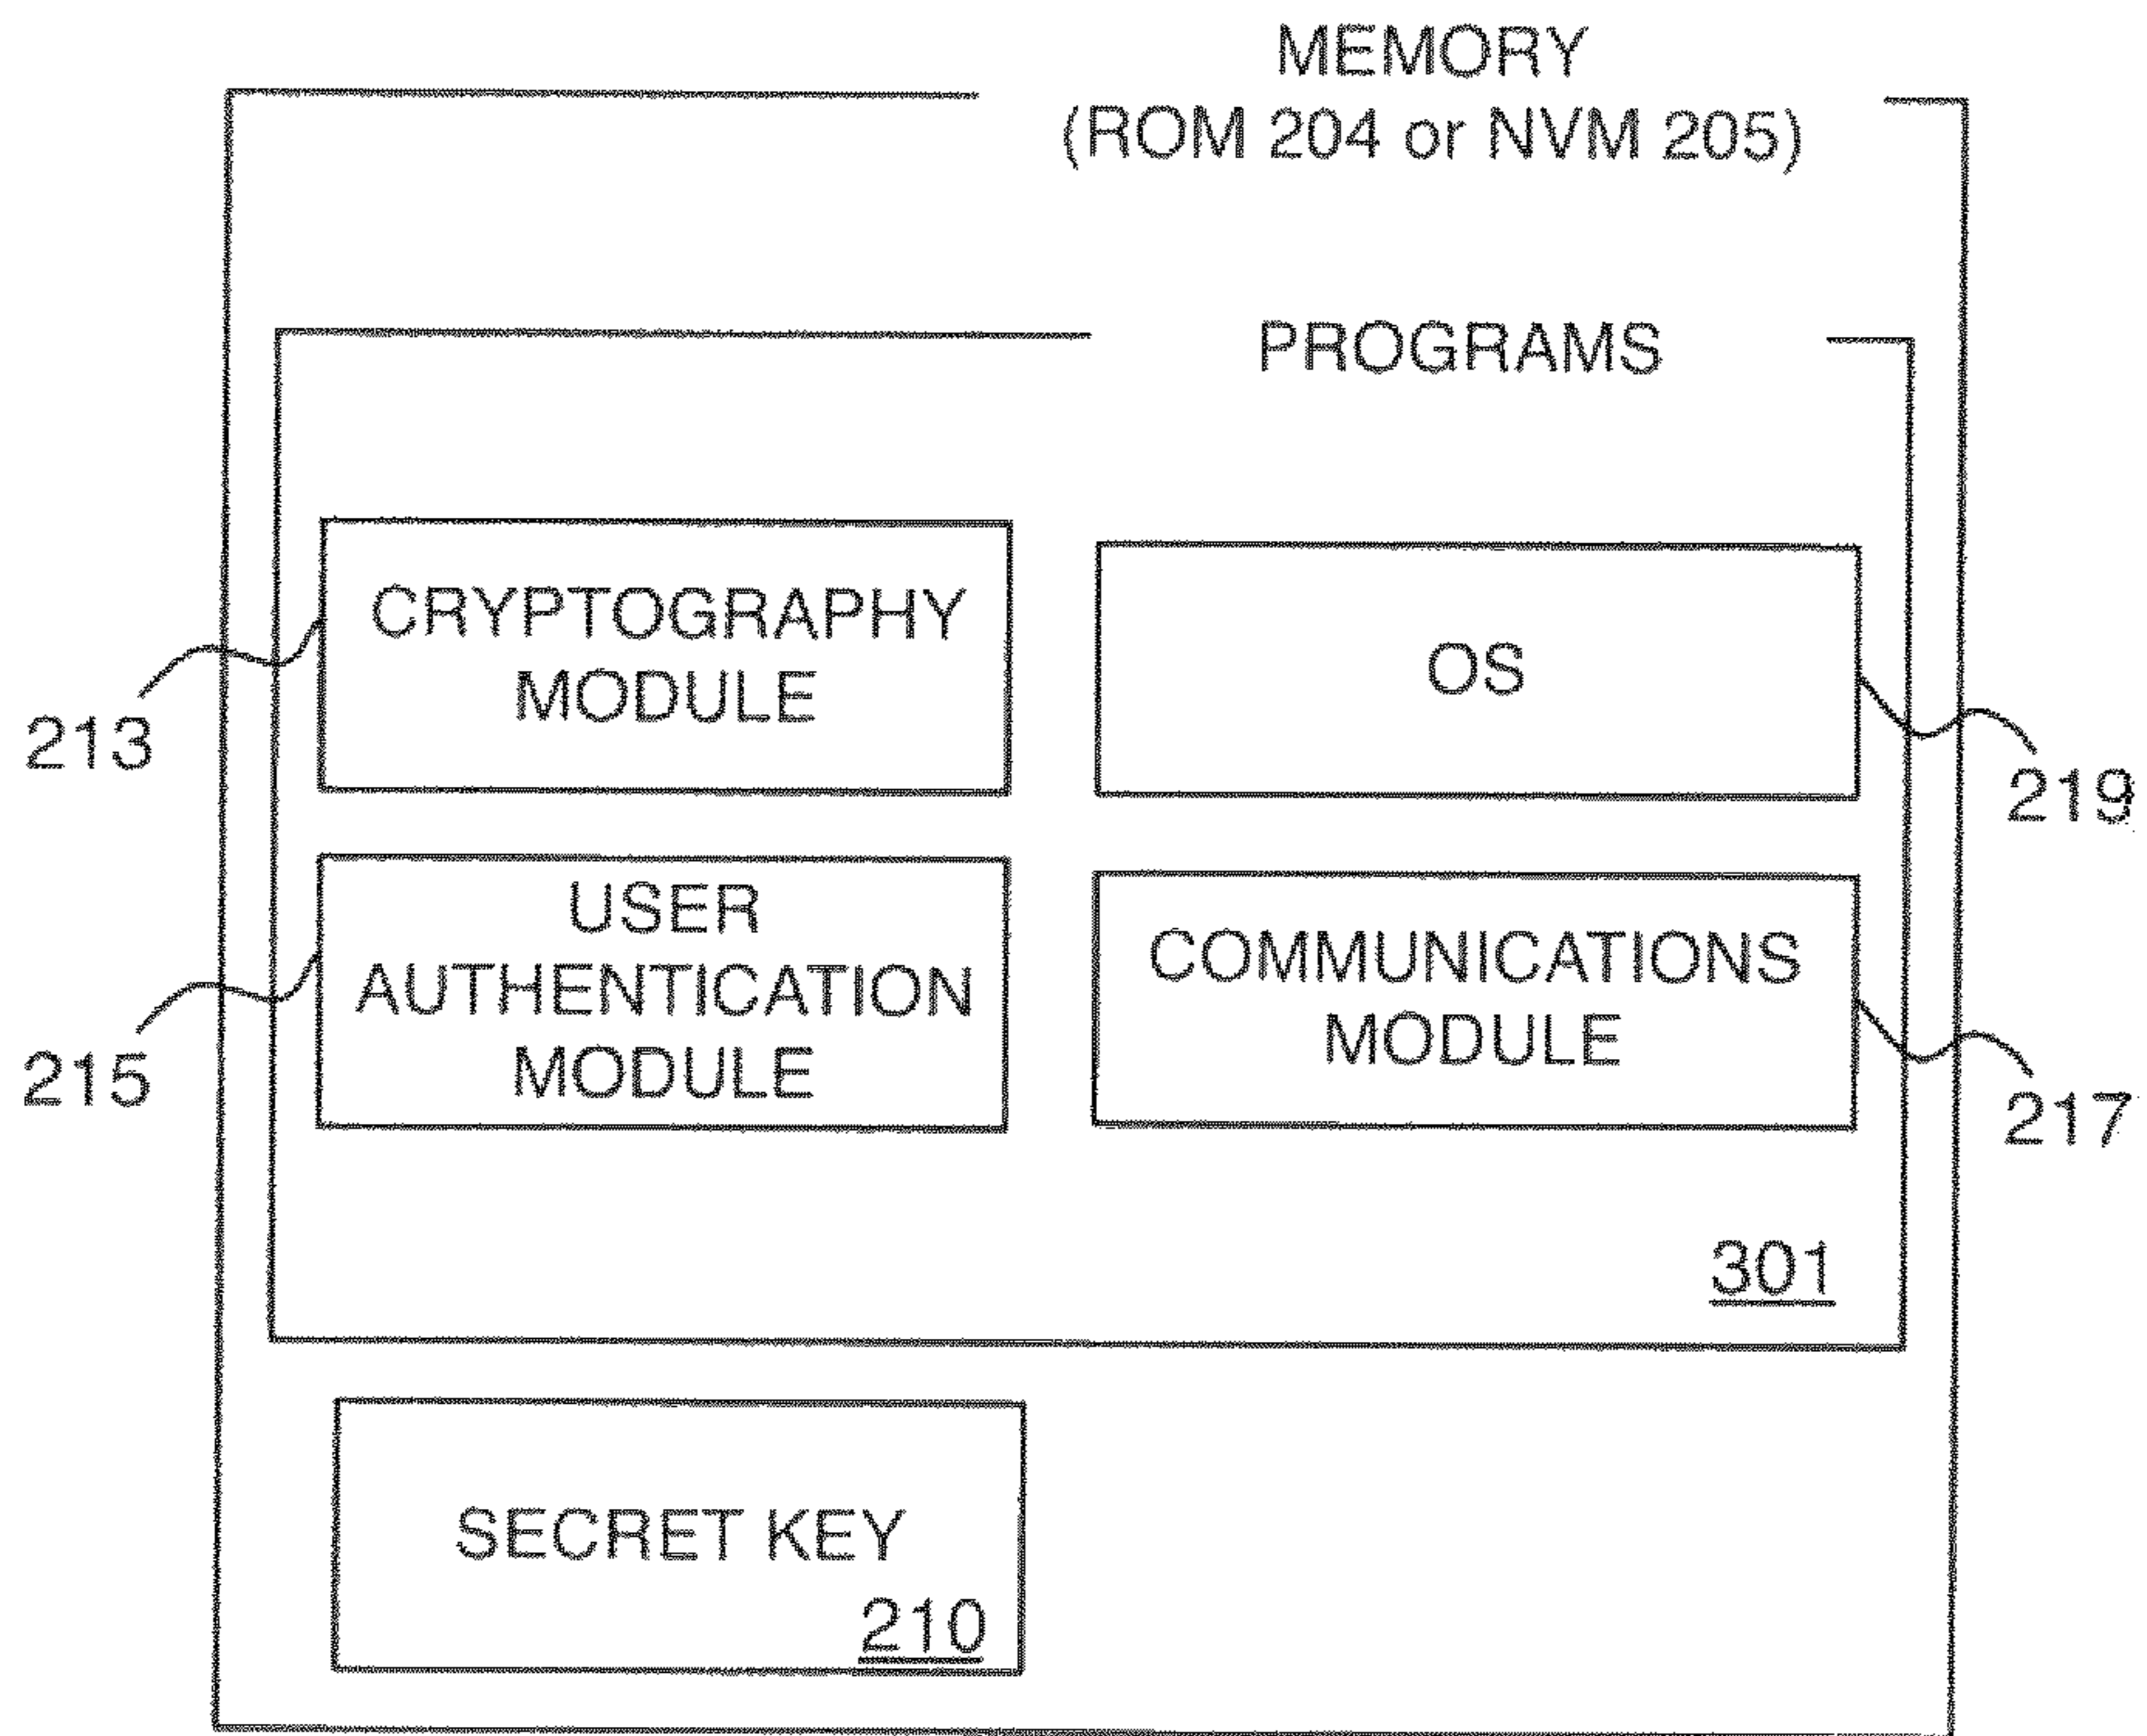 MEMORY
(ROM 204 or NVM 205)
PROGRAMS
CRYPTOGRAPHY
MODULE
213
OS
219
USER
AUTHENTICATION
MODULE
215
COMMUNICATIONS
MODULE
217
301
SECRET KEY
210